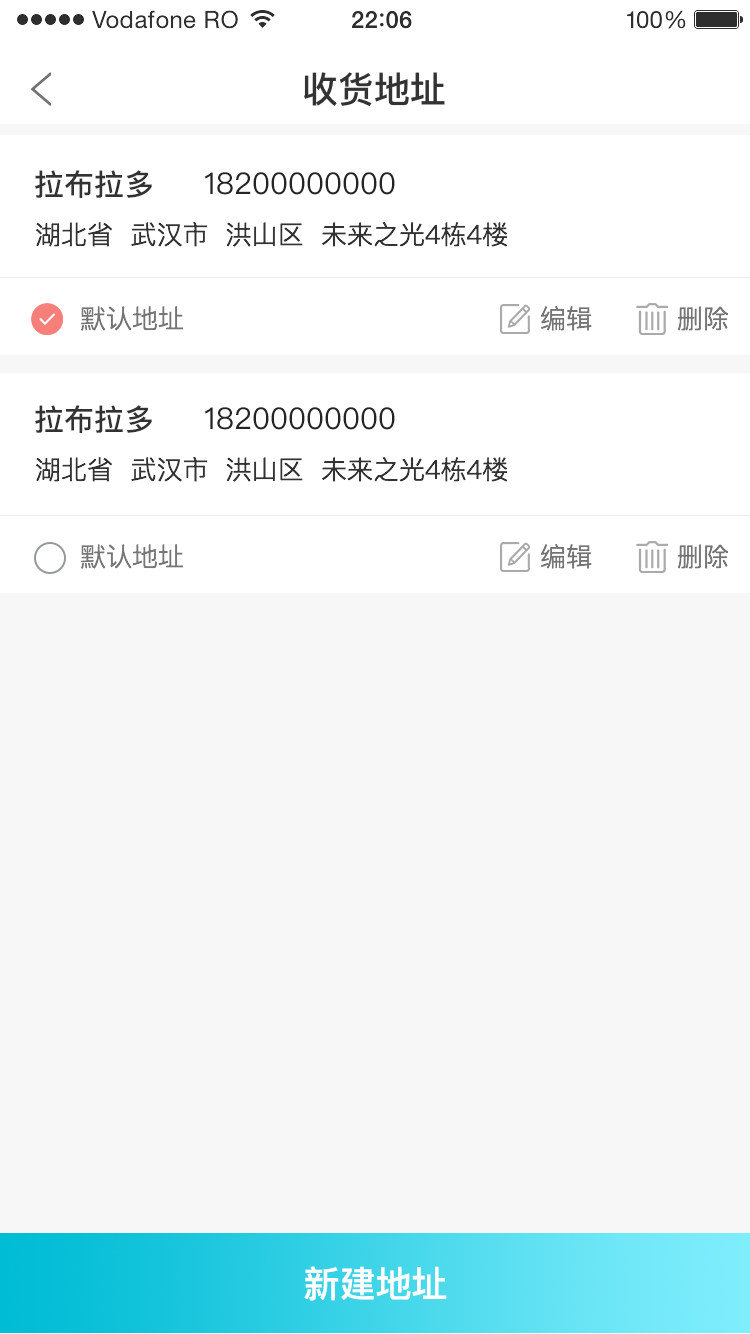 Vodafone RO 22:06 100%
收货地址
拉布拉多 18200000000
湖北省 武汉市 洪山区 未来之光4栋4楼
默认地址 编辑 删除
拉布拉多 18200000000
湖北省 武汉市 洪山区 未来之光4栋4楼
默认地址 编辑 删除
新建地址